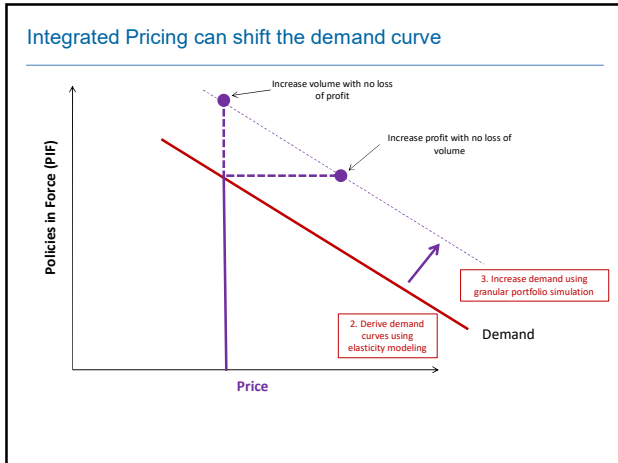 Integrated Pricing can shift the demand curve
Increase volume with no loss
of profit
Increase profit with no loss of
volume
Policies in Force (PIF)
3. Increase demand using
granular portfolio simulation
2. Derive demand
curves using
elasticity modeling
Demand
Price